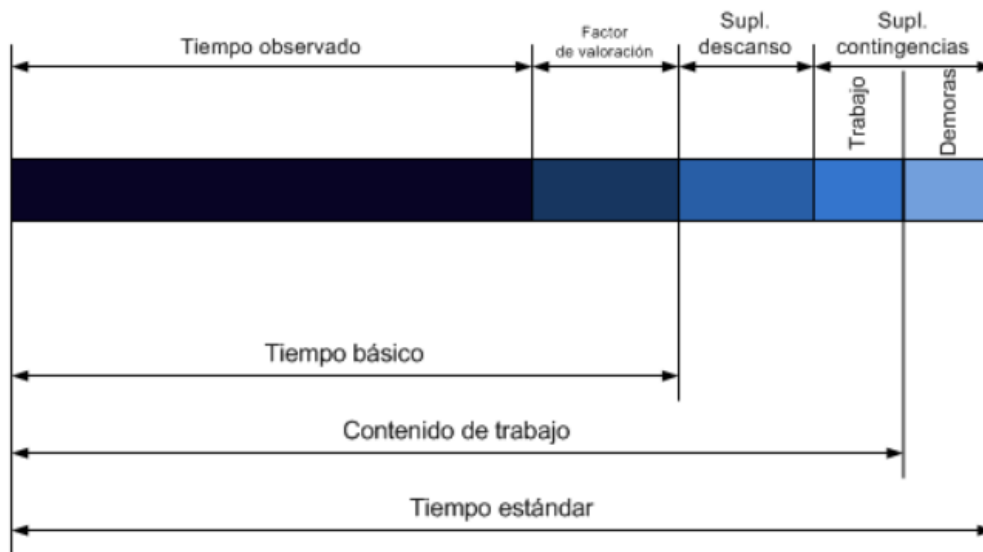 Tiempo observado
Factor
de valoración
Supl.
descanso
Supl.
contingencias
Trabajo
Demoras
Tiempo básico
Contenido de trabajo
Tiempo estándar